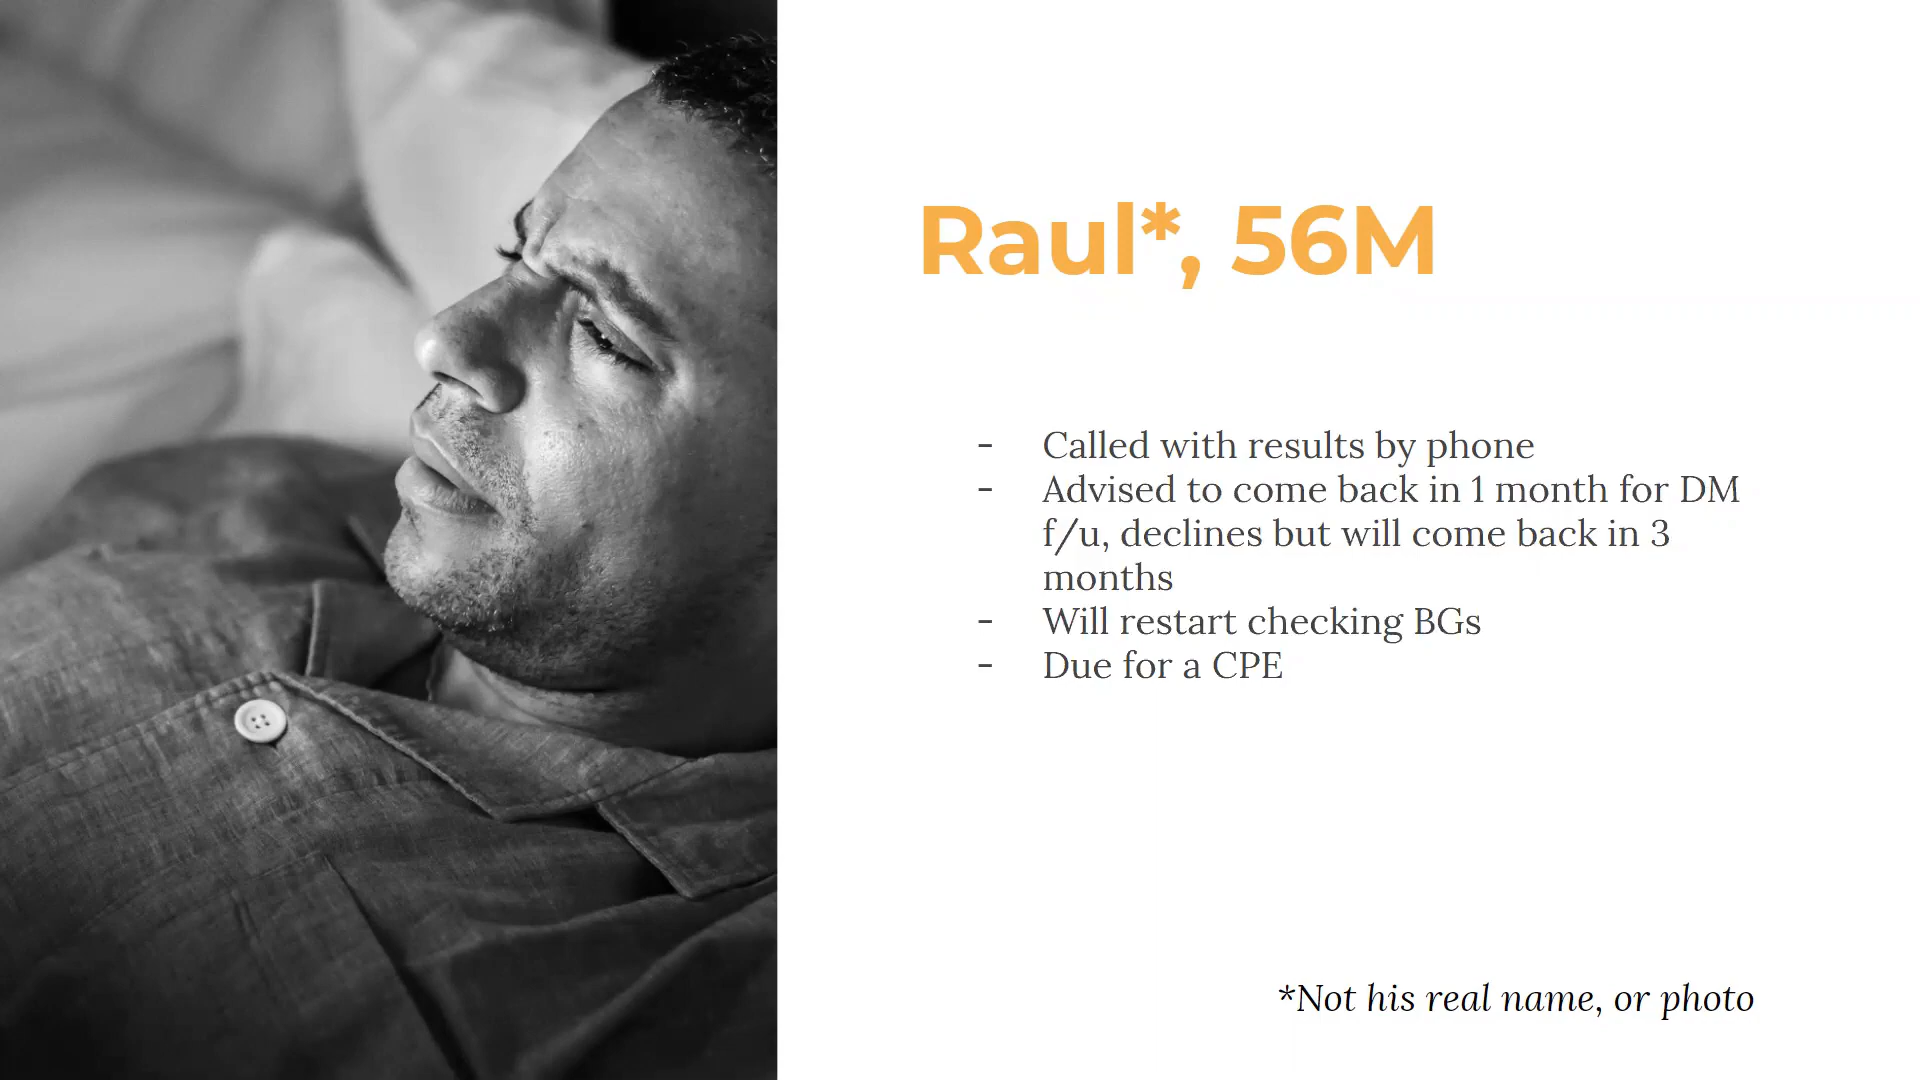 Raul*, 56M
- Called with results by phone
- Advised to come back in 1 month for DM
f/u, declines but will come back in 3
months
- Will restart checking BGs
- Due for a CPE
*Not his real name, or photo